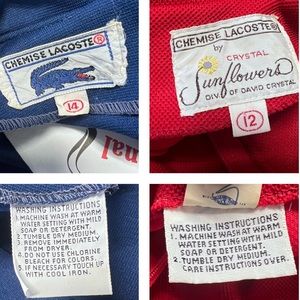 CHEMISE LACOSTE®
14
nal
CHEMISE LACOSTE®
by
CRYSTAL
Sunflowers
DIV. OF DAVID CRYSTAL
12
WASHING INSTRUCTIONS
1. MACHINE WASH AT WARM
WATER SETTING WITH MILD
SOAP OR DETERGENT.
2. TUMBLE DRY MEDIUM.
3. REMOVE IMMEDIATELY
FROM DRYER.
4. DO NOT USE CHLORINE
BLEACH FOR COLORS.
5. IF NECESSARY TOUCH UP
WITH COOL IRON.
WASHING INSTRUCTIONS
1. MACHINE WASH AT WARM
WATER SETTING WITH MILD
SOAP OR DETERGENT.
2. TUMBLE DRY MEDIUM.
CARE INSTRUCTIONS OVER.